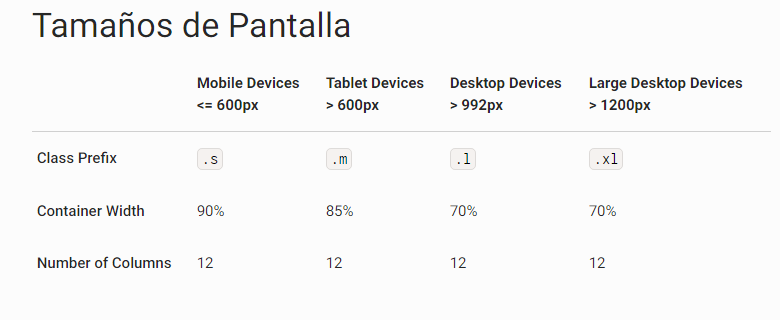 Tamaños de Pantalla
Mobile Devices Tablet Devices Desktop Devices Large Desktop Devices
<= 600px > 600px > 992px > 1200px
Class Prefix .s .m .l .xl
Container Width 90% 85% 70% 70%
Number of Columns 12 12 12 12